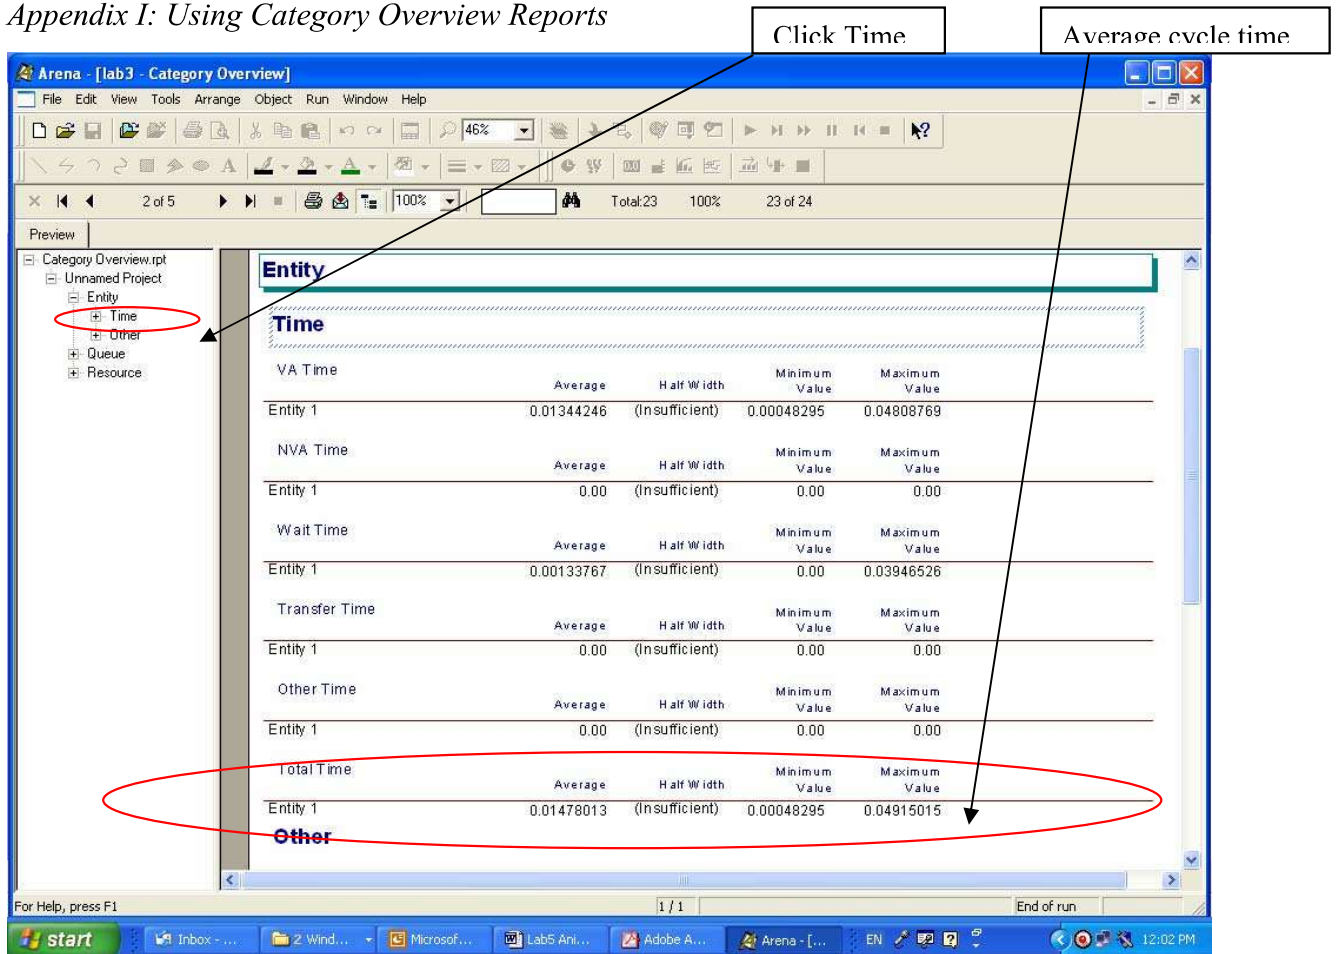 Appendix I: Using Category Overview Reports
Click Time
Average cycle time
Arena - [lab3 - Category Overview]
File Edit View Tools Arrange Object Run Window Help
46%
2 of 5 100% Total:23 100% 23 of 24
Preview
Category Overview.rpt
Unnamed Project
Entity
Time
Other
Queue
Resource
Entity
Time
VA Time
Average Half Width Minimum Value Maximum Value
Entity 1 0.01344246 (Insufficient) 0.00048295 0.04808769
NVA Time
Average Half Width Minimum Value Maximum Value
Entity 1 0.00 (Insufficient) 0.00 0.00
Wait Time
Average Half Width Minimum Value Maximum Value
Entity 1 0.00133767 (Insufficient) 0.00 0.03946526
Transfer Time
Average Half Width Minimum Value Maximum Value
Entity 1 0.00 (Insufficient) 0.00 0.00
Other Time
Average Half Width Minimum Value Maximum Value
Entity 1 0.00 (Insufficient) 0.00 0.00
Total Time
Average Half Width Minimum Value Maximum Value
Entity 1 0.01478013 (Insufficient) 0.00048295 0.04915015
Other
For Help, press F1 1 / 1 End of run
start Inbox - ... 2 Wind... Microsof... Lab5 Ani... Adobe A... Arena - [... EN 12:02 PM